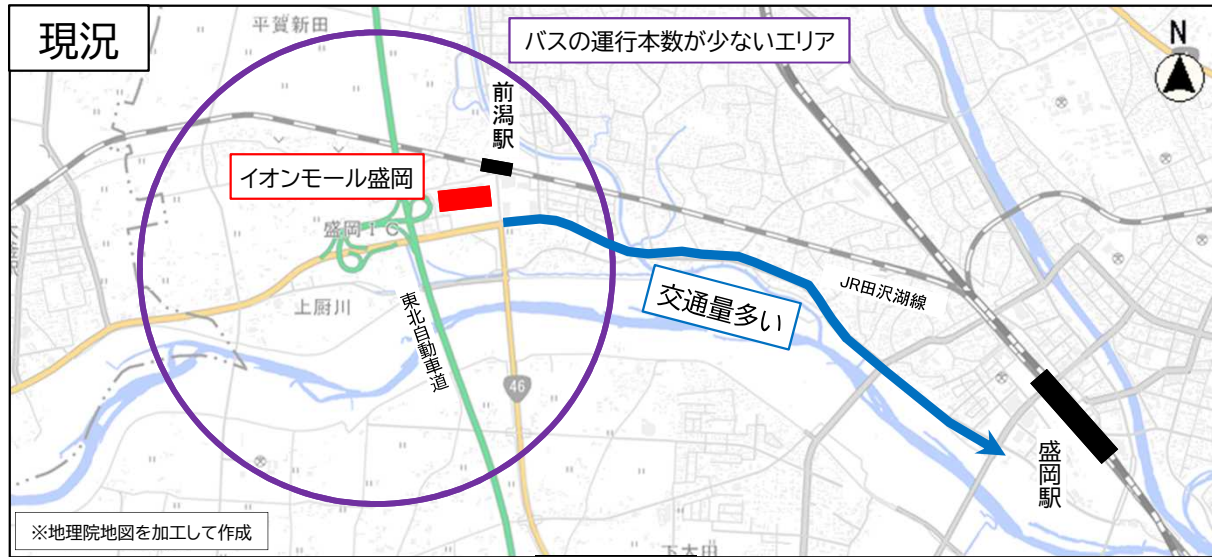 現況
平賀新田
バスの運行本数が少ないエリア
N
前潟駅
イオンモール盛岡
盛岡IC
上厨川
東北自動車道
46
交通量多い
JR田沢湖線
盛岡駅
下太田
※地理院地図を加工して作成